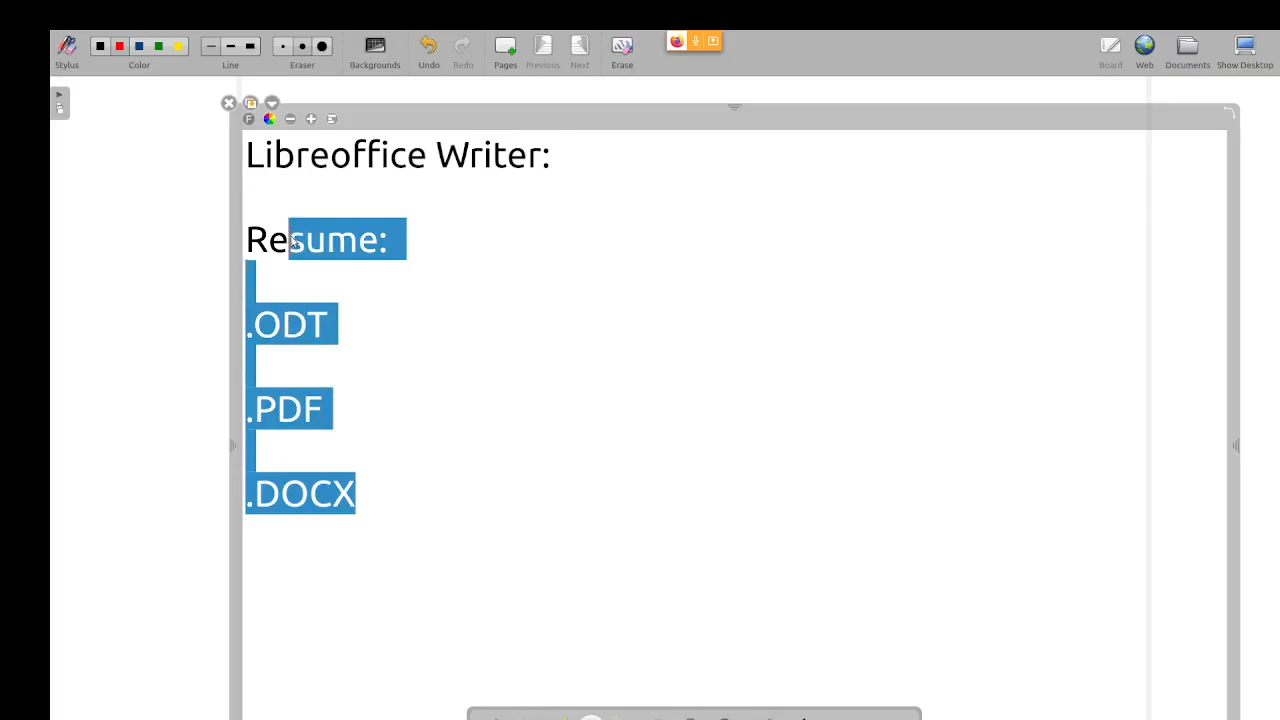 Stylus
Color
Line
Eraser
Backgrounds
Undo
Redo
Pages
Previous
Next
Erase
Board
Web
Documents
Show Desktop
F
Libreoffice Writer:
Resume:
.ODT
.PDF
.DOCX